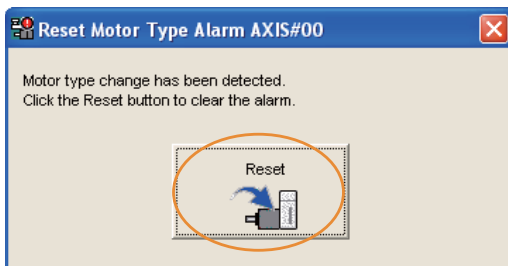 Reset Motor Type Alarm AXIS#00
Motor type change has been detected.
Click the Reset button to clear the alarm.
Reset